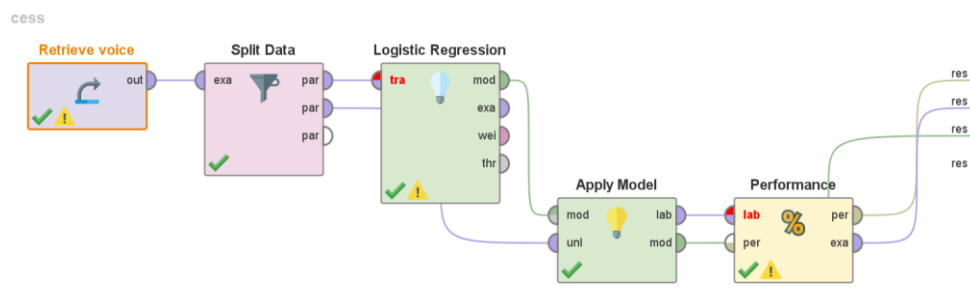 cess
Retrieve voice
out
Split Data
exa
par
par
par
Logistic Regression
tra
mod
exa
wei
thr
Apply Model
mod
unl
lab
mod
Performance
lab
per
%
per
exa
res
res
res
res